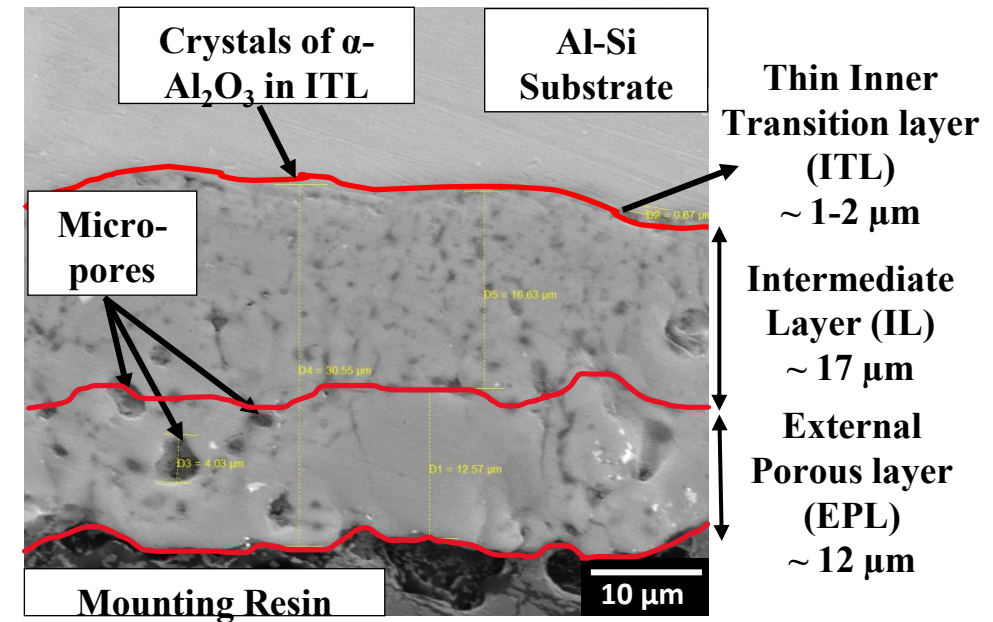 Crystals of α-
Al₂O₃ in ITL
Al-Si
Substrate
Thin Inner
Transition layer
(ITL)
~ 1-2 µm
Micro-
pores
D2 = 0.67 µm
D5 = 16.63 µm
Intermediate
Layer (IL)
~ 17 µm
D4 = 30.55 µm
External
Porous layer
(EPL)
~ 12 µm
D3 = 4.03 µm
D1 = 12.57 µm
10 µm
Mounting Resin